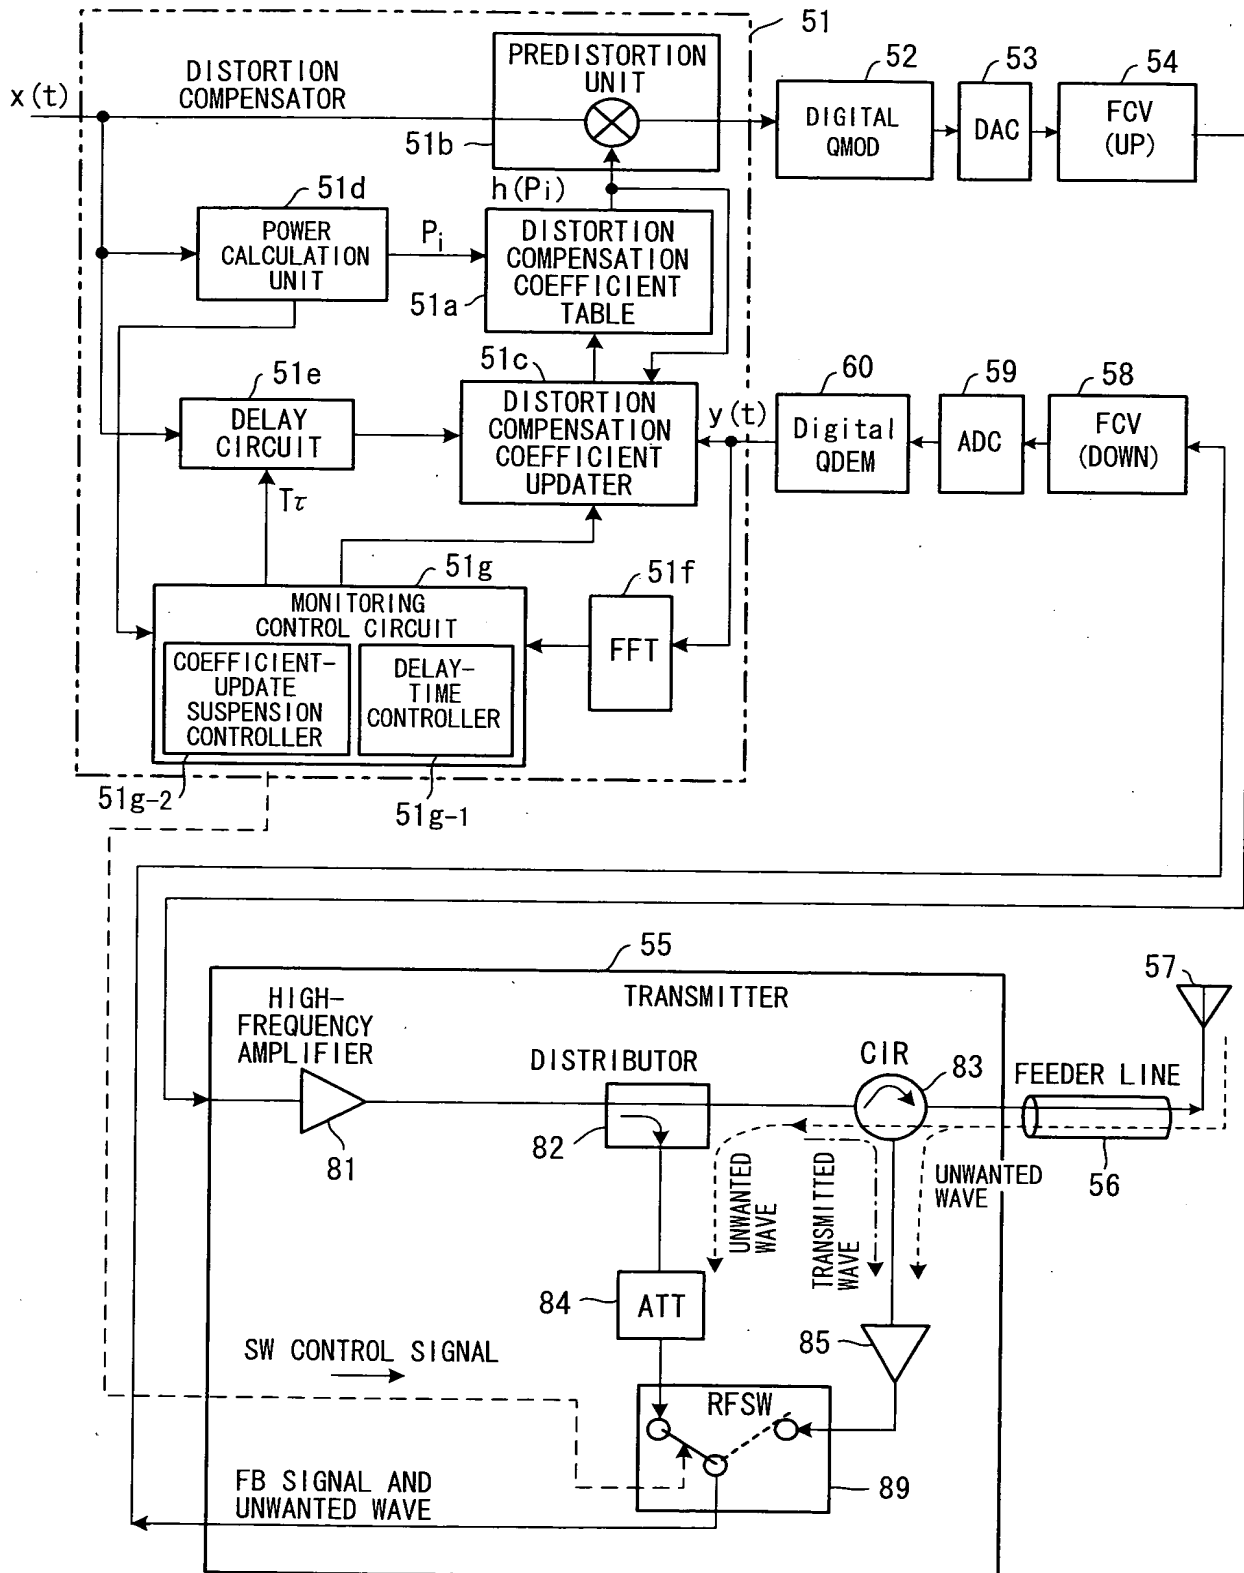 51
PREDISTORTION
UNIT
51b
DISTORTION
COMPENSATOR
x(t)
52
DIGITAL
QMOD
53
DAC
54
FCV
(UP)
51d
POWER
CALCULATION
UNIT
Pi
h(Pi)
DISTORTION
COMPENSATION
COEFFICIENT
TABLE
51a
51e
DELAY
CIRCUIT
Tτ
51c
DISTORTION
COMPENSATION
COEFFICIENT
UPDATER
y(t)
60
Digital
QDEM
59
ADC
58
FCV
(DOWN)
51g
MONITORING
CONTROL CIRCUIT
COEFFICIENT-
UPDATE
SUSPENSION
CONTROLLER
DELAY-
TIME
CONTROLLER
51f
FFT
51g-2
51g-1
55
TRANSMITTER
HIGH-
FREQUENCY
AMPLIFIER
81
DISTRIBUTOR
82
CIR
83
FEEDER LINE
56
57
UNWANTED
WAVE
TRANSMITTED
WAVE
UNWANTED
WAVE
84
ATT
85
SW CONTROL SIGNAL
RFSW
89
FB SIGNAL AND
UNWANTED WAVE